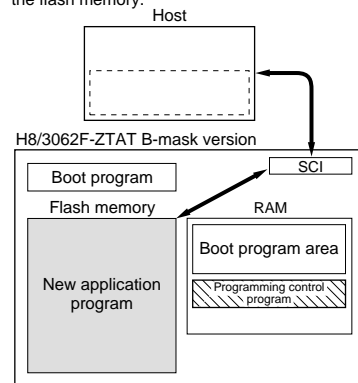 the flash memory.
Host
H8/3062F-ZTAT B-mask version
SCI
Boot program
Flash memory
RAM
Boot program area
New application
program
Programming control
program